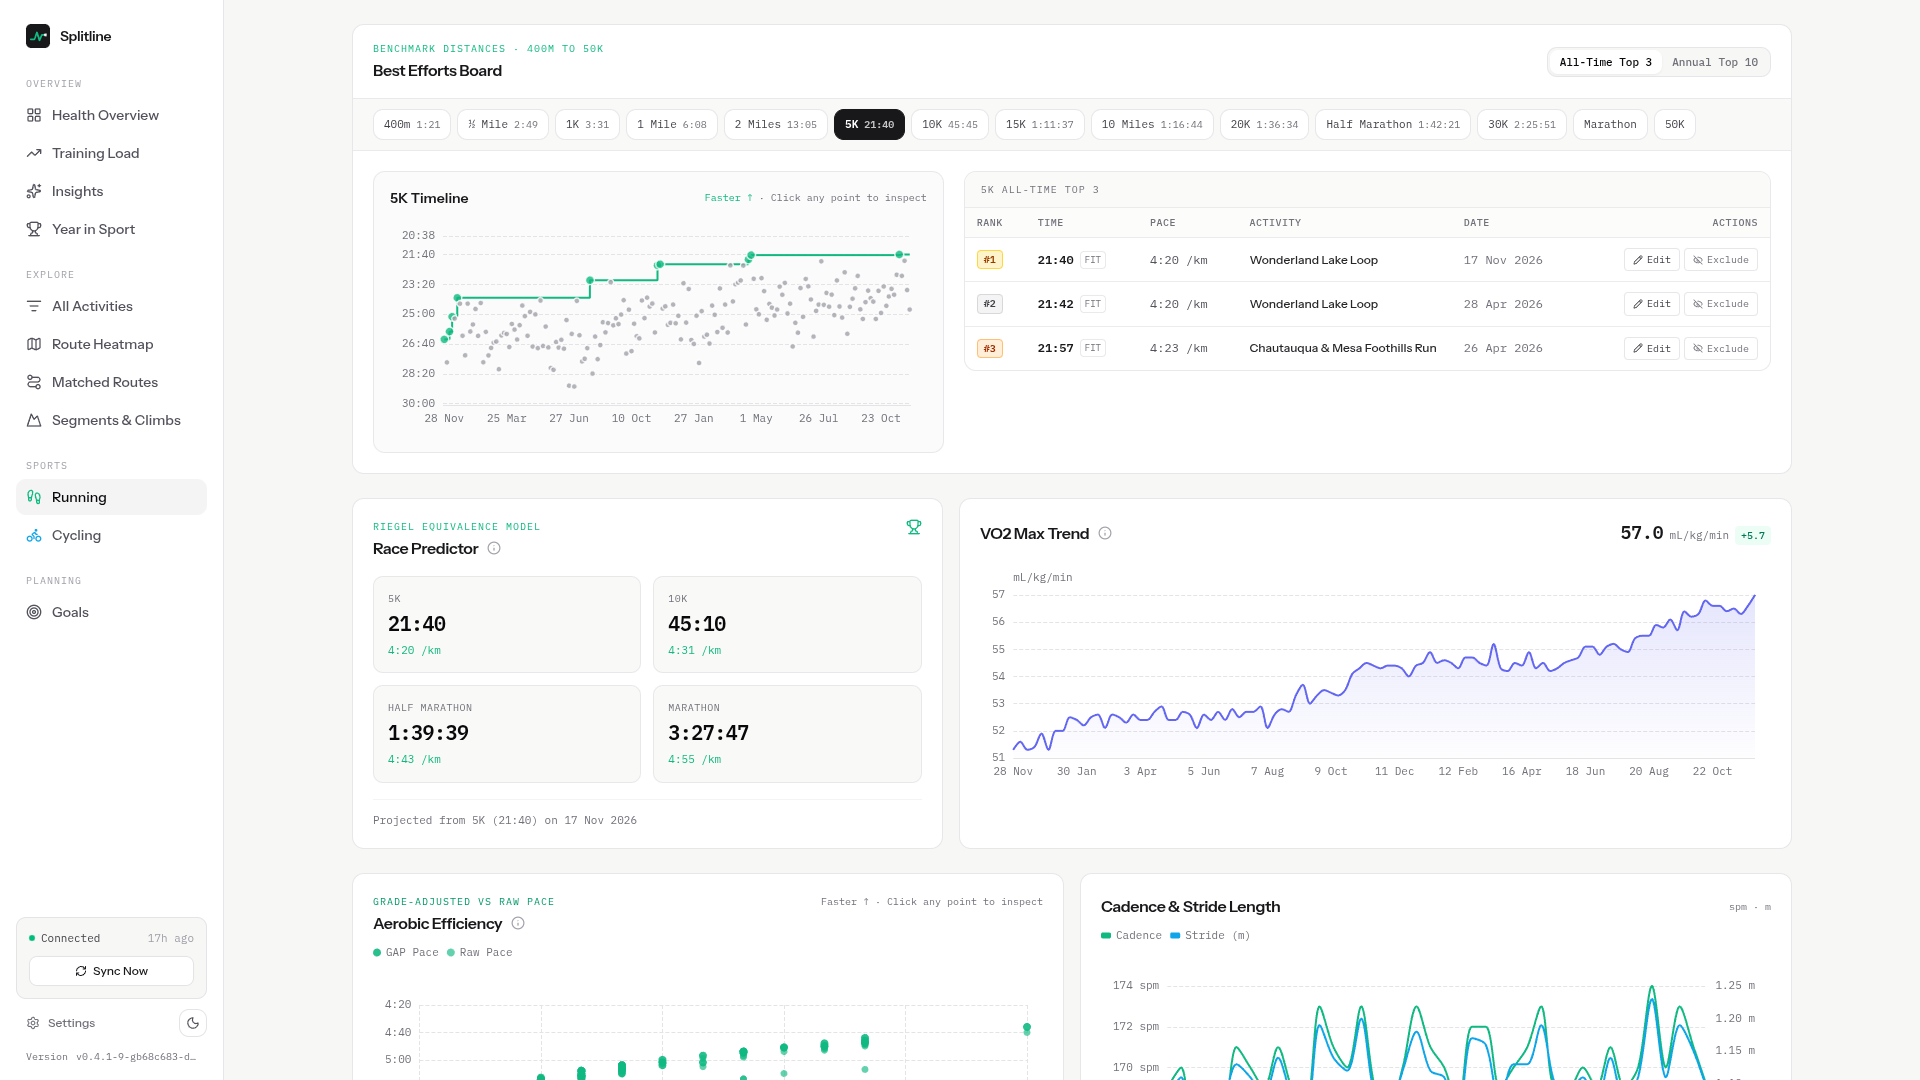 Splitline
OVERVIEW
Health Overview
Training Load
Insights
Year in Sport
EXPLORE
All Activities
Route Heatmap
Matched Routes
Segments & Climbs
SPORTS
Running
Cycling
PLANNING
Goals
Connected 17h ago
Sync Now
Settings
Version v0.4.1-9-gb68c683-d…
BENCHMARK DISTANCES · 400M TO 50K
Best Efforts Board
All-Time Top 3 Annual Top 10
400m 1:21 ½ Mile 2:49 1K 3:31 1 Mile 6:08 2 Miles 13:05 5K 21:40 10K 45:45 15K 1:11:37 10 Miles 1:16:44 20K 1:36:34 Half Marathon 1:42:21 30K 2:25:51 Marathon 50K
5K Timeline
Faster ↑ · Click any point to inspect
20:38
21:40
23:20
25:00
26:40
28:20
30:00
28 Nov 25 Mar 27 Jun 10 Oct 27 Jan 1 May 26 Jul 23 Oct
5K ALL-TIME TOP 3
RANK TIME PACE ACTIVITY DATE ACTIONS
#1 21:40 FIT 4:20 /km Wonderland Lake Loop 17 Nov 2026 Edit Exclude
#2 21:42 FIT 4:20 /km Wonderland Lake Loop 28 Apr 2026 Edit Exclude
#3 21:57 FIT 4:23 /km Chautauqua & Mesa Foothills Run 26 Apr 2026 Edit Exclude
RIEGEL EQUIVALENCE MODEL
Race Predictor
5K
21:40
4:20 /km
10K
45:10
4:31 /km
HALF MARATHON
1:39:39
4:43 /km
MARATHON
3:27:47
4:55 /km
Projected from 5K (21:40) on 17 Nov 2026
VO2 Max Trend
57.0 mL/kg/min +5.7
mL/kg/min
57
56
55
54
53
52
51
28 Nov 30 Jan 3 Apr 5 Jun 7 Aug 9 Oct 11 Dec 12 Feb 16 Apr 18 Jun 20 Aug 22 Oct
GRADE-ADJUSTED VS RAW PACE
Aerobic Efficiency
Faster ↑ · Click any point to inspect
GAP Pace Raw Pace
4:20
4:40
5:00
Cadence & Stride Length
spm · m
Cadence Stride (m)
174 spm
172 spm
170 spm
1.25 m
1.20 m
1.15 m